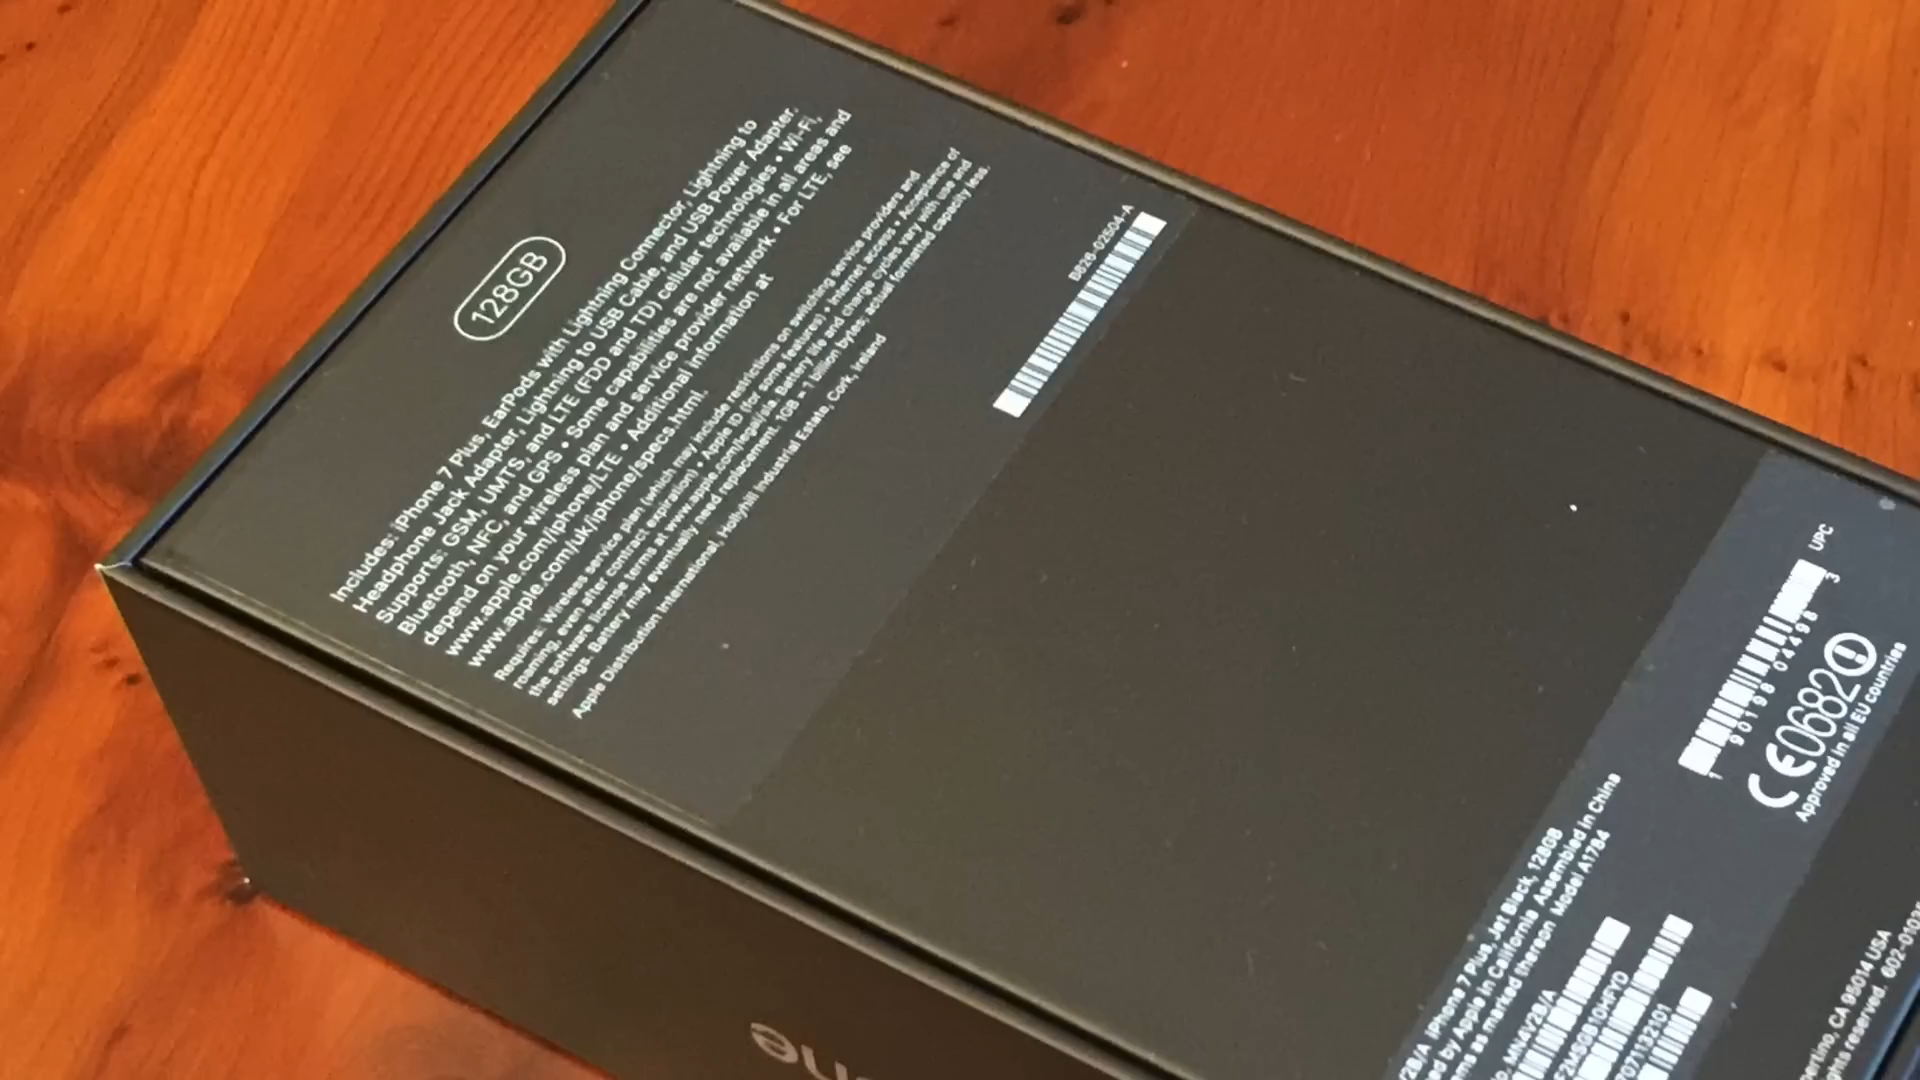 128GB
Includes: iPhone 7 Plus, EarPods with Lightning Connector, Lightning to
Headphone Jack Adapter, Lightning to USB Cable, and USB Power Adapter.
Supports: GSM, UMTS, and LTE (FDD and TD) cellular technologies • Wi-Fi,
Bluetooth, NFC, and GPS • Some capabilities are not available in all areas and
depend on your wireless plan and service provider network • For LTE, see
www.apple.com/iphone/LTE • Additional information at
www.apple.com/uk/iphone/specs.html.
Requires: Wireless service plan (which may include restrictions on switching service providers and
roaming, even after contract expiration) • Apple ID (for some features) • Internet access • Acceptance of
the software license terms at www.apple.com/legal/sla. Battery life and charge cycles vary with use and
settings. Battery may eventually need replacement. 1GB = 1 billion bytes; actual formatted capacity less.
Apple Distribution International, Hollyhill Industrial Estate, Cork, Ireland
B826-02504-A
UPC
1 90198 04498 3
CE0682
Approved in all EU countries
iPhone 7 Plus, Jet Black, 128GB
by Apple in California Assembled in China
as marked thereon Model A1784
CA 95014 USA
reserved.